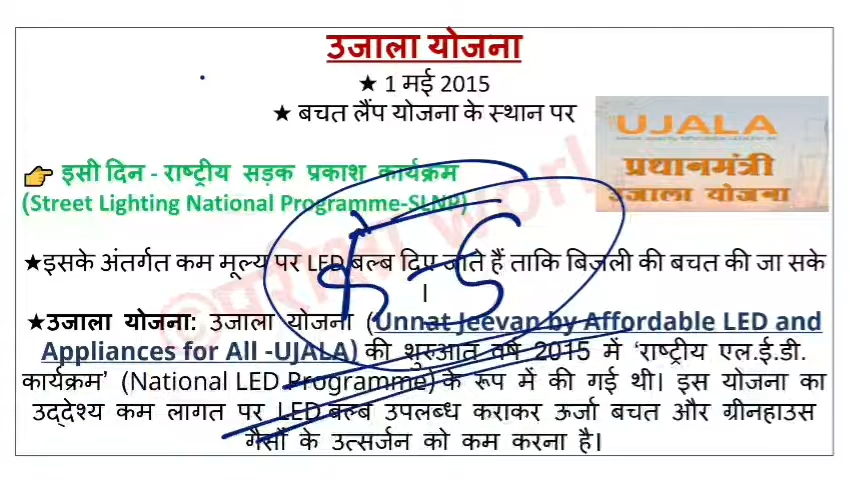 उजाला योजना
★ 1 मई 2015
★ बचत लैंप योजना के स्थान पर
UJALA
प्रधानमंत्री
उजाला योजना
👉 इसी दिन - राष्ट्रीय सड़क प्रकाश कार्यक्रम
(Street Lighting National Programme-SLNP)
★इसके अंतर्गत कम मूल्य पर LED बल्ब दिए जाते हैं ताकि बिजली की बचत की जा सके
।
★उजाला योजना: उजाला योजना (Unnat Jeevan by Affordable LED and
Appliances for All -UJALA) की शुरुआत वर्ष 2015 में ‘राष्ट्रीय एल.ई.डी.
कार्यक्रम’ (National LED Programme) के रूप में की गई थी। इस योजना का
उद्देश्य कम लागत पर LED बल्ब उपलब्ध कराकर ऊर्जा बचत और ग्रीनहाउस
गैसों के उत्सर्जन को कम करना है।